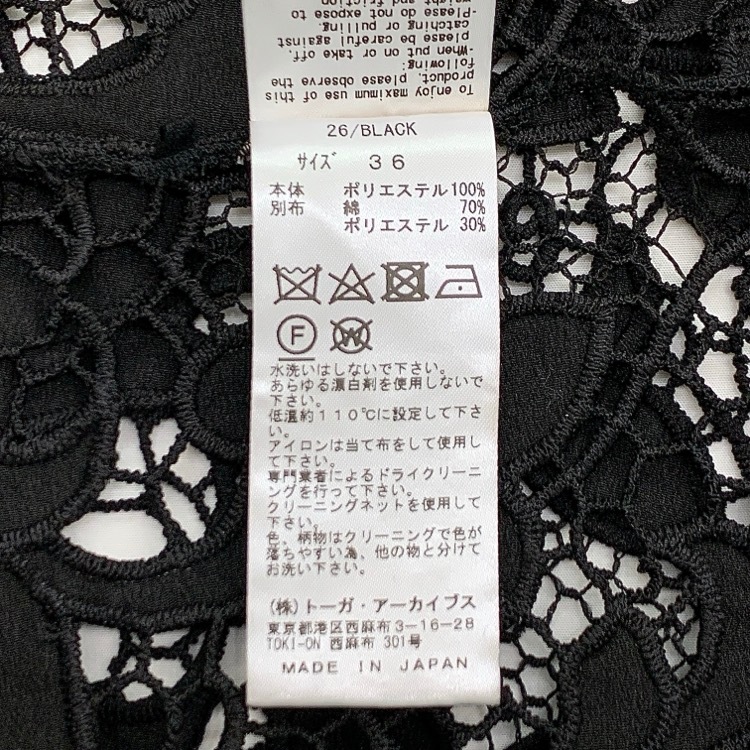 To enjoy maximum use of this
product, please observe the
following:
-When put on or take off,
please be careful against
catching or pulling
-Please do not expose to
weight and friction
26/BLACK
サイズ 36
本体 ポリエステル100%
別布 綿 70%
ポリエステル 30%
F
W
水洗いはしないで下さい。
あらゆる漂白剤を使用しないで
下さい。
低温約110℃に設定して下さ
い。
アイロンは当て布をして使用し
て下さい。
専門業者によるドライクリーニ
ングを行って下さい。
クリーニングネットを使用して
下さい。
色、柄物はクリーニングで色が
落ちやすい為、他の物と分けて
お洗い下さい。
(株)トーガ・アーカイブス
東京都港区西麻布3-16-28
TOKI-ON 西麻布 301号
MADE IN JAPAN